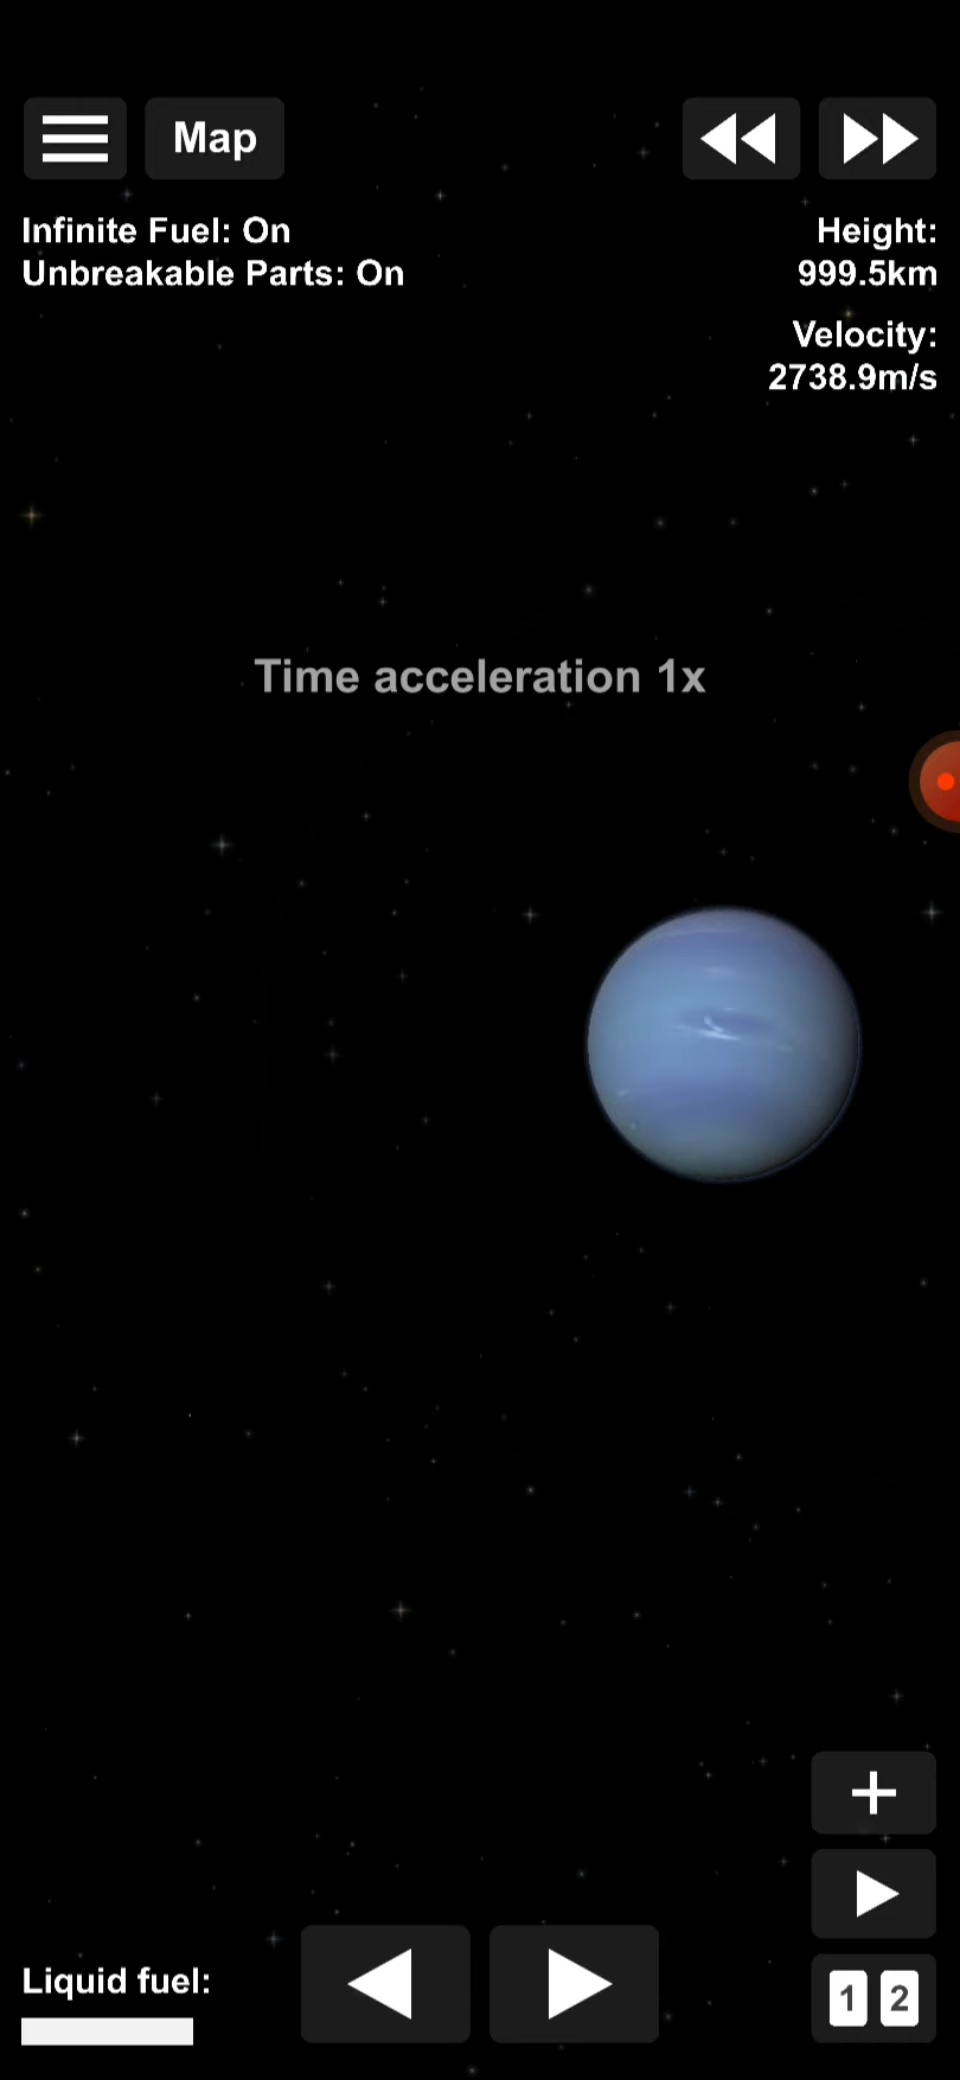 Map
Infinite Fuel: On
Unbreakable Parts: On
Height:
999.5km
Velocity:
2738.9m/s
Time acceleration 1x
Liquid fuel:
1 2